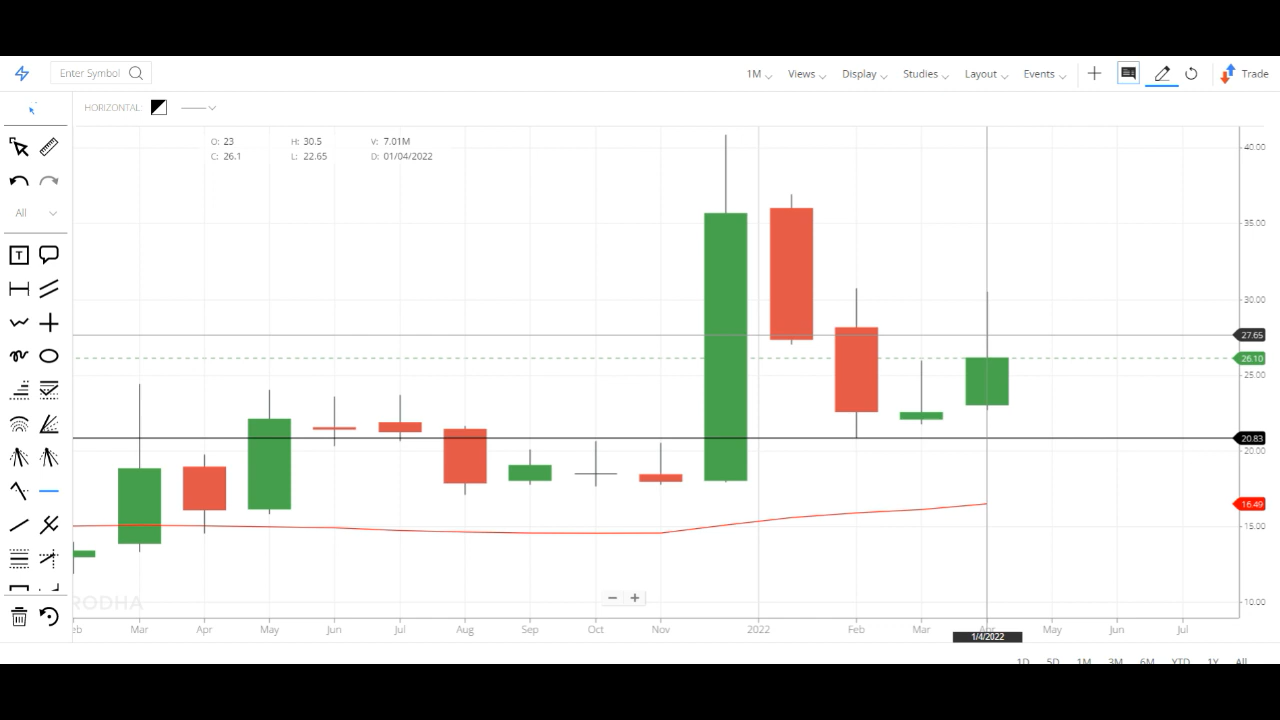 Enter Symbol 1M Views Display Studies Layout Events Trade
HORIZONTAL:
O: 23 H: 30.5 V: 7.01M
C: 26.1 L: 22.65 D: 01/04/2022
All
T
40.00
35.00
30.00
27.65
26.10
25.00
20.83
20.00
16.49
15.00
10.00
RODHA
eb Mar Apr May Jun Jul Aug Sep Oct Nov 2022 Feb Mar Apr May Jun Jul
1/4/2022
1D 5D 1M 3M 6M YTD 1Y All